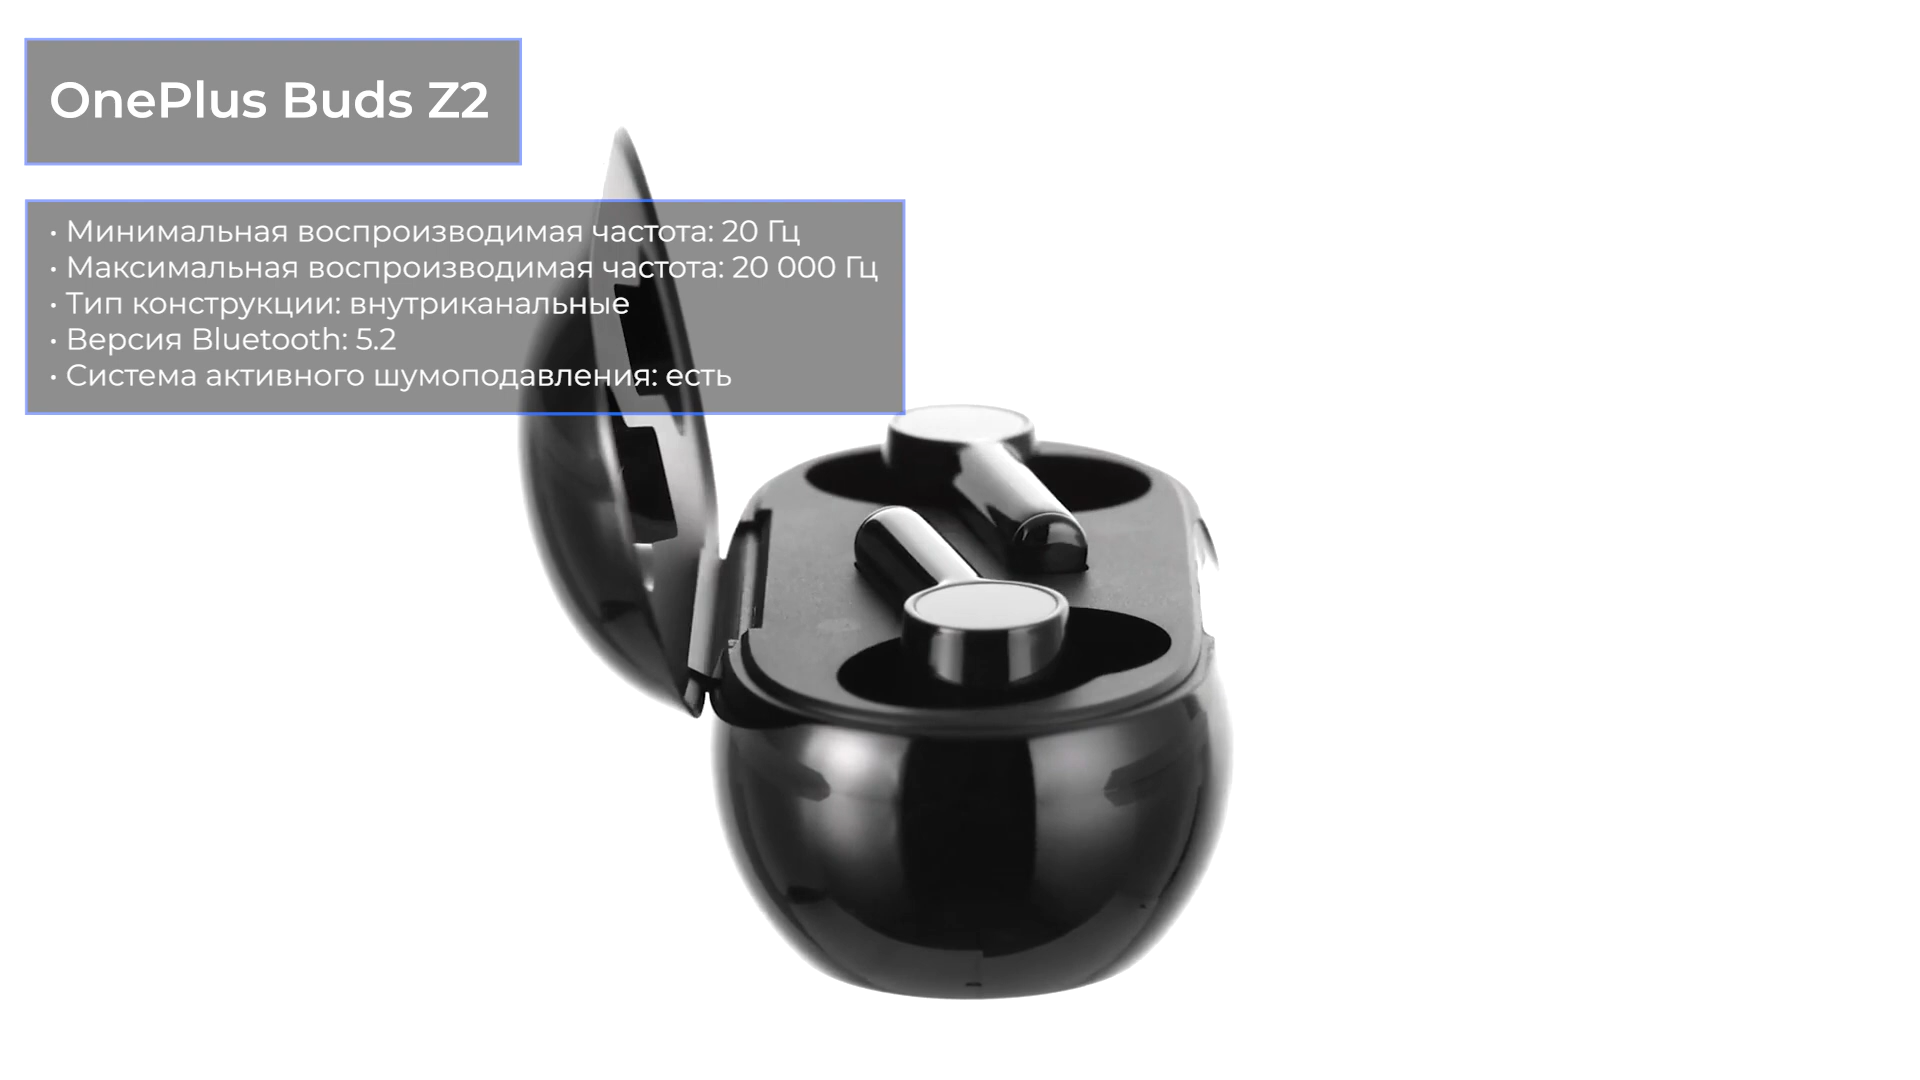 OnePlus Buds Z2
• Минимальная воспроизводимая частота: 20 Гц
• Максимальная воспроизводимая частота: 20 000 Гц
• Тип конструкции: внутриканальные
• Версия Bluetooth: 5.2
• Система активного шумоподавления: есть